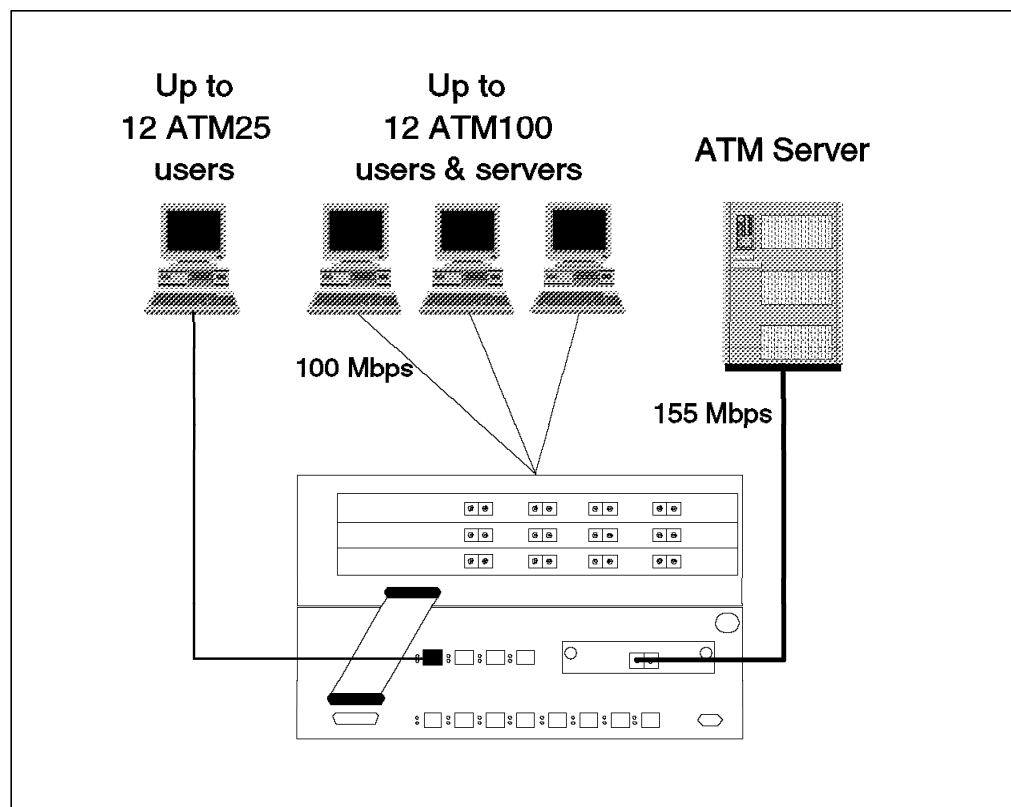 Up to
12 ATM25
users
Up to
12 ATM100
users & servers
ATM Server
100 Mbps
155 Mbps